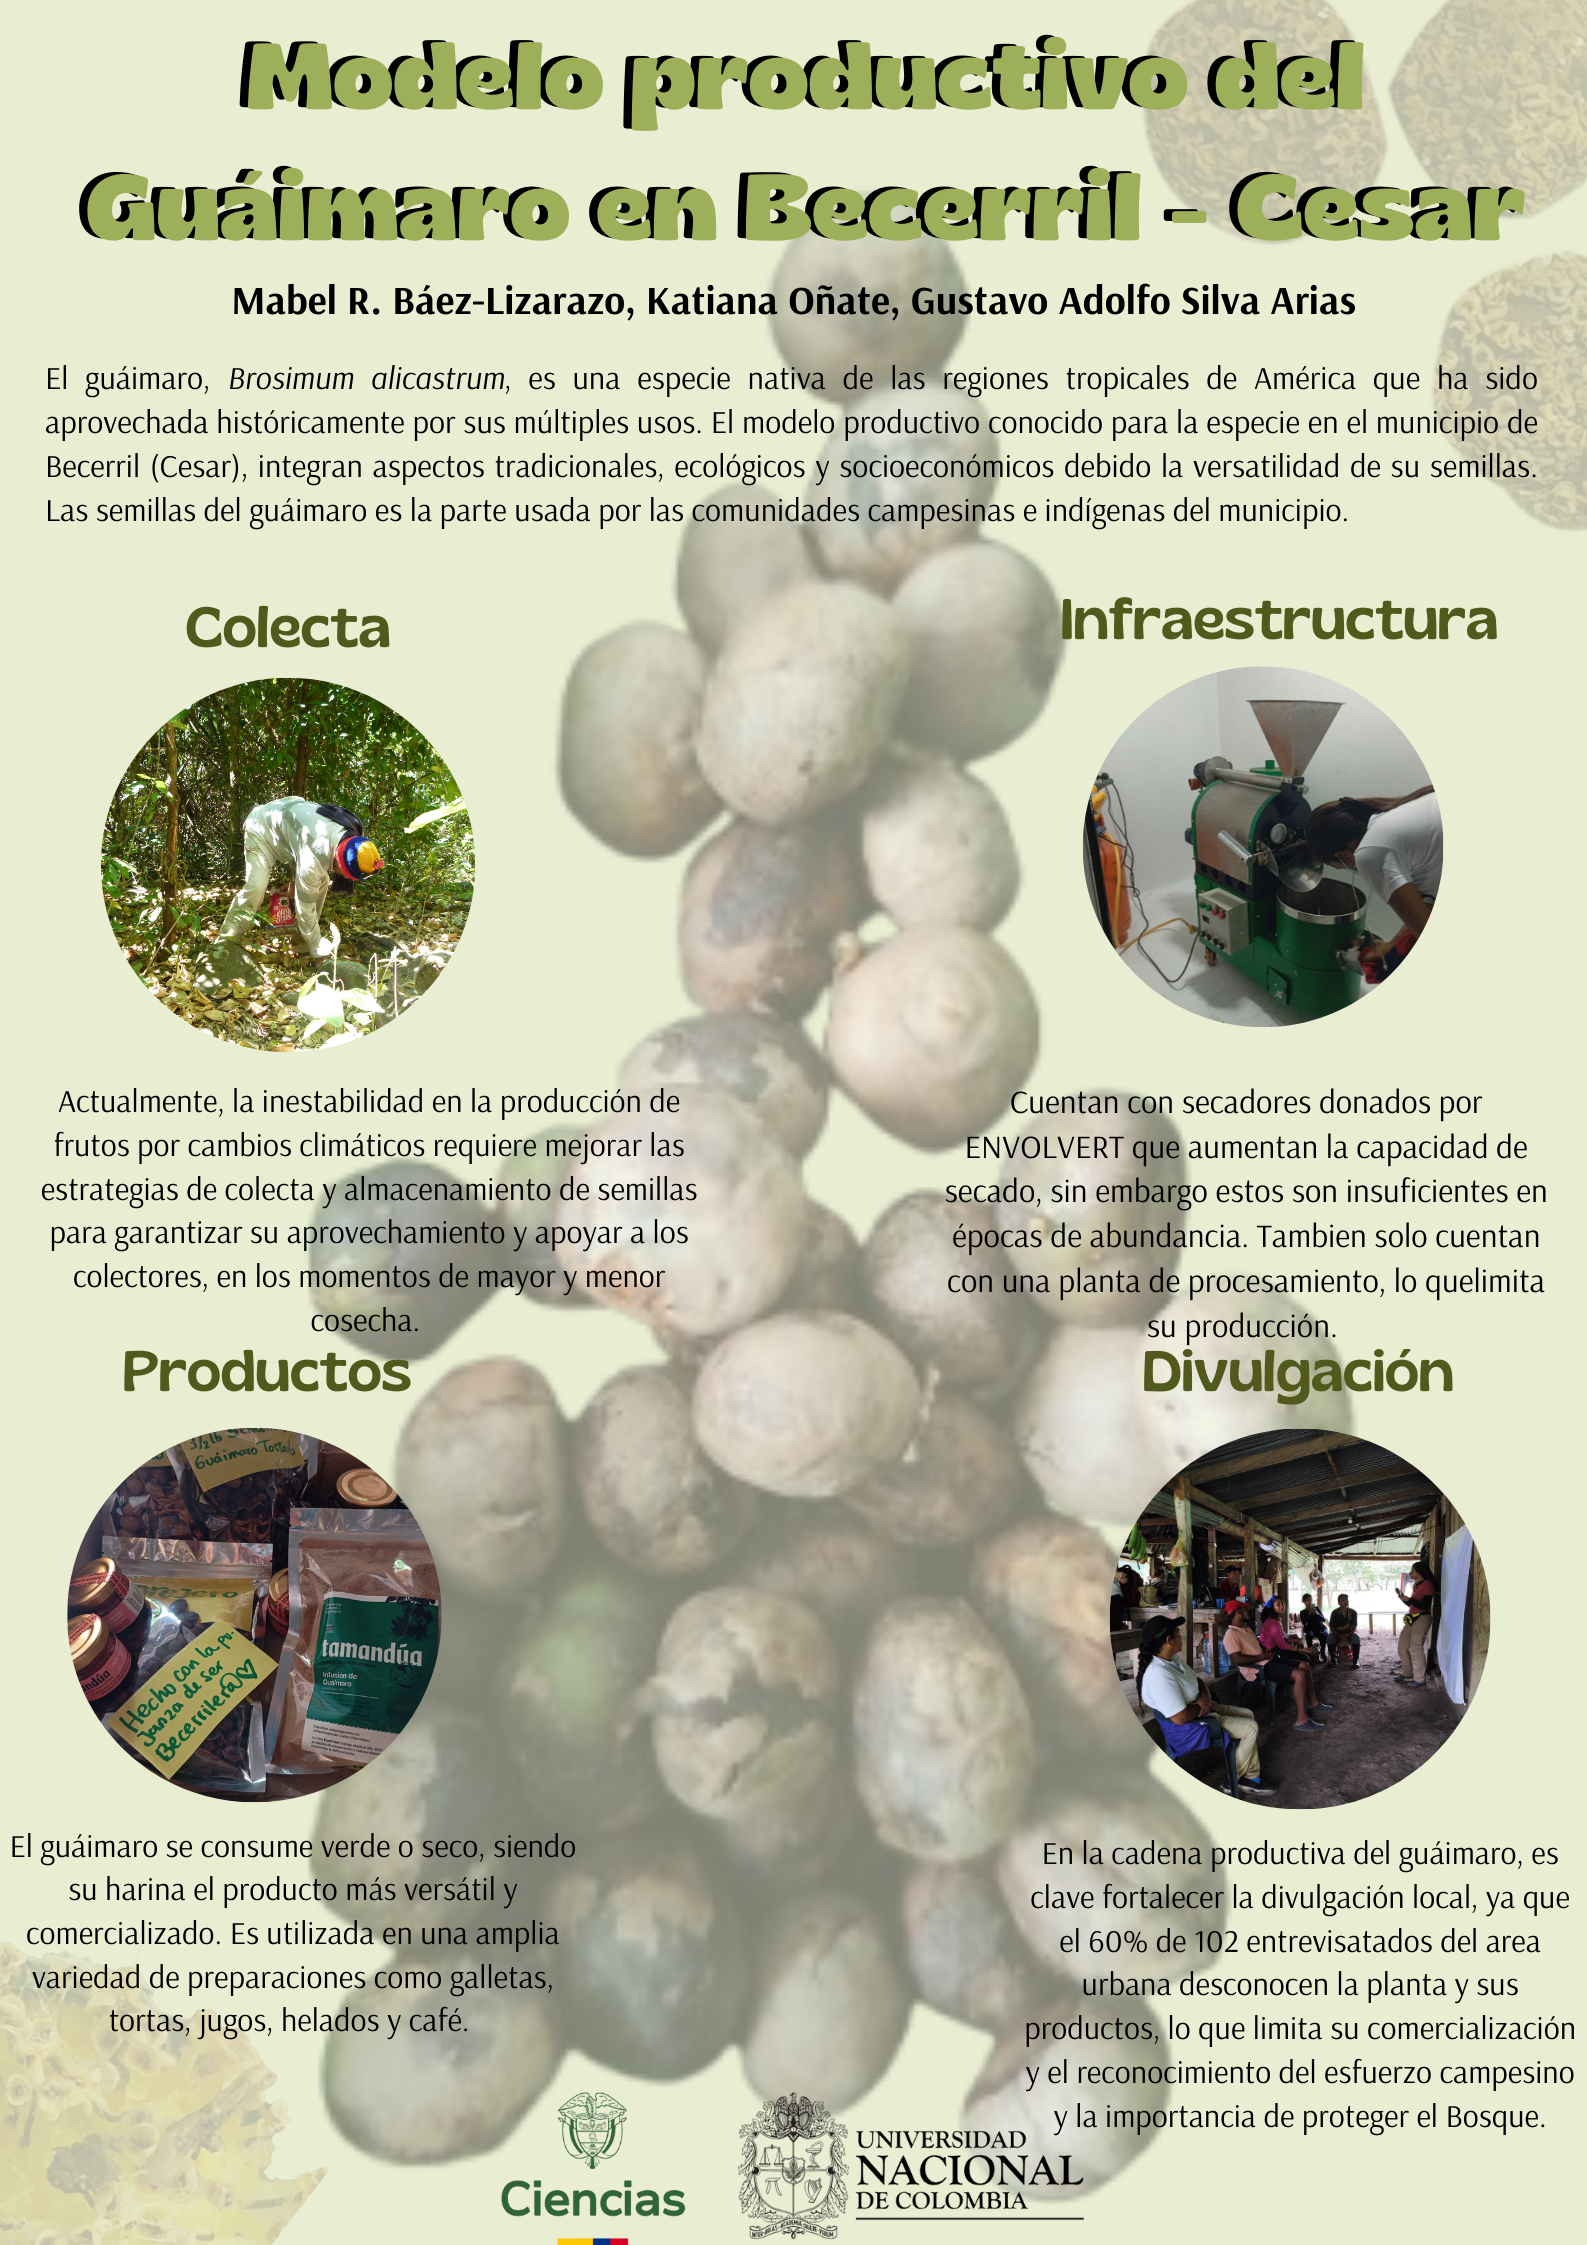 Modelo productivo del
Guáimaro en Becerril - Cesar
Mabel R. Báez-Lizarazo, Katiana Oñate, Gustavo Adolfo Silva Arias
El guáimaro, Brosimum alicastrum, es una especie nativa de las regiones tropicales de América que ha sido
aprovechada históricamente por sus múltiples usos. El modelo productivo conocido para la especie en el municipio de
Becerril (Cesar), integran aspectos tradicionales, ecológicos y socioeconómicos debido la versatilidad de su semillas.
Las semillas del guáimaro es la parte usada por las comunidades campesinas e indígenas del municipio.
Colecta
Actualmente, la inestabilidad en la producción de
frutos por cambios climáticos requiere mejorar las
estrategias de colecta y almacenamiento de semillas
para garantizar su aprovechamiento y apoyar a los
colectores, en los momentos de mayor y menor
cosecha.
Infraestructura
Cuentan con secadores donados por
ENVOLVERT que aumentan la capacidad de
secado, sin embargo estos son insuficientes en
épocas de abundancia. Tambien solo cuentan
con una planta de procesamiento, lo quelimita
su producción.
Productos
Guáimaro Tostado
orejero
Hecho con la pu-
janza de ser
Becerrilera
tamandúa
Infusión de
Guáimaro
El guáimaro se consume verde o seco, siendo
su harina el producto más versátil y
comercializado. Es utilizada en una amplia
variedad de preparaciones como galletas,
tortas, jugos, helados y café.
Divulgación
En la cadena productiva del guáimaro, es
clave fortalecer la divulgación local, ya que
el 60% de 102 entrevisatados del area
urbana desconocen la planta y sus
productos, lo que limita su comercialización
y el reconocimiento del esfuerzo campesino
y la importancia de proteger el Bosque.
Ciencias
UNIVERSIDAD
NACIONAL
DE COLOMBIA